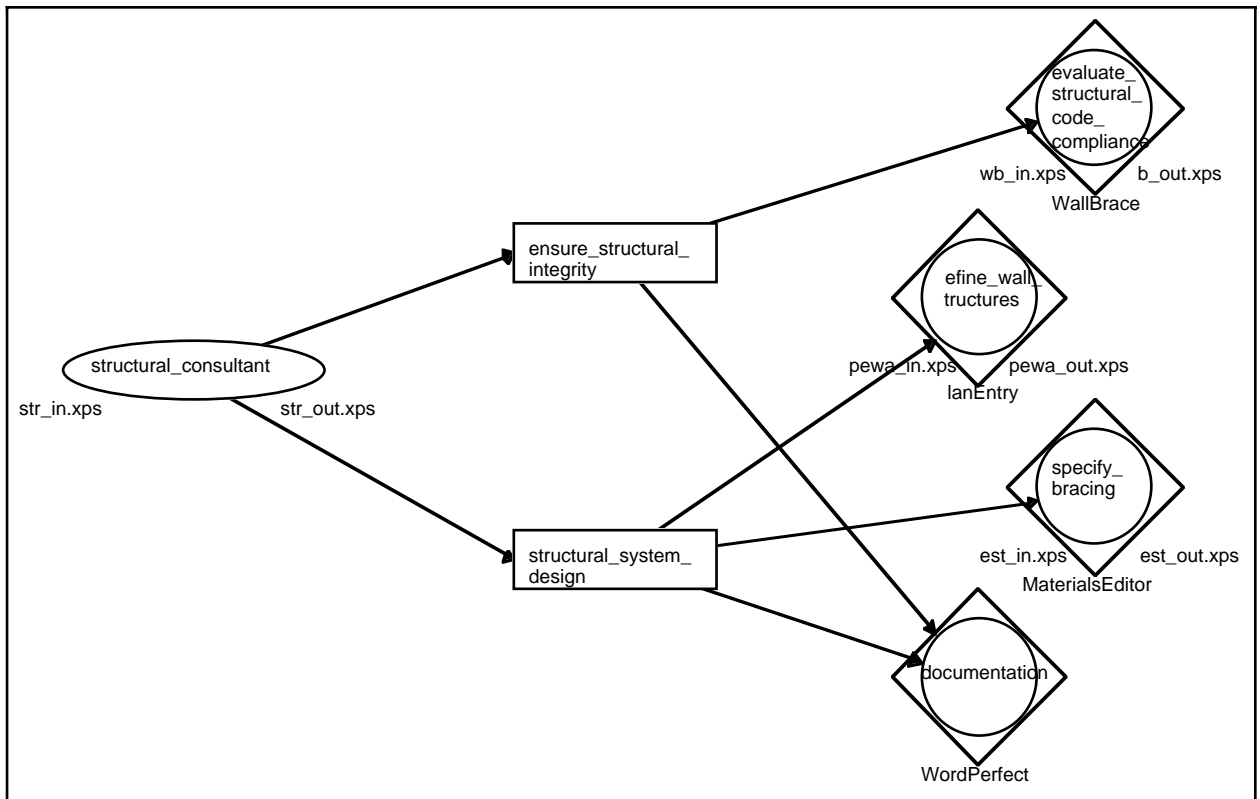 evaluate_
structural_
code_
compliance
wb_in.xps
b_out.xps
WallBrace
ensure_structural_
integrity
efine_wall_
tructures
pewa_in.xps
pewa_out.xps
lanEntry
structural_consultant
str_in.xps
str_out.xps
specify_
bracing
est_in.xps
est_out.xps
MaterialsEditor
structural_system_
design
documentation
WordPerfect